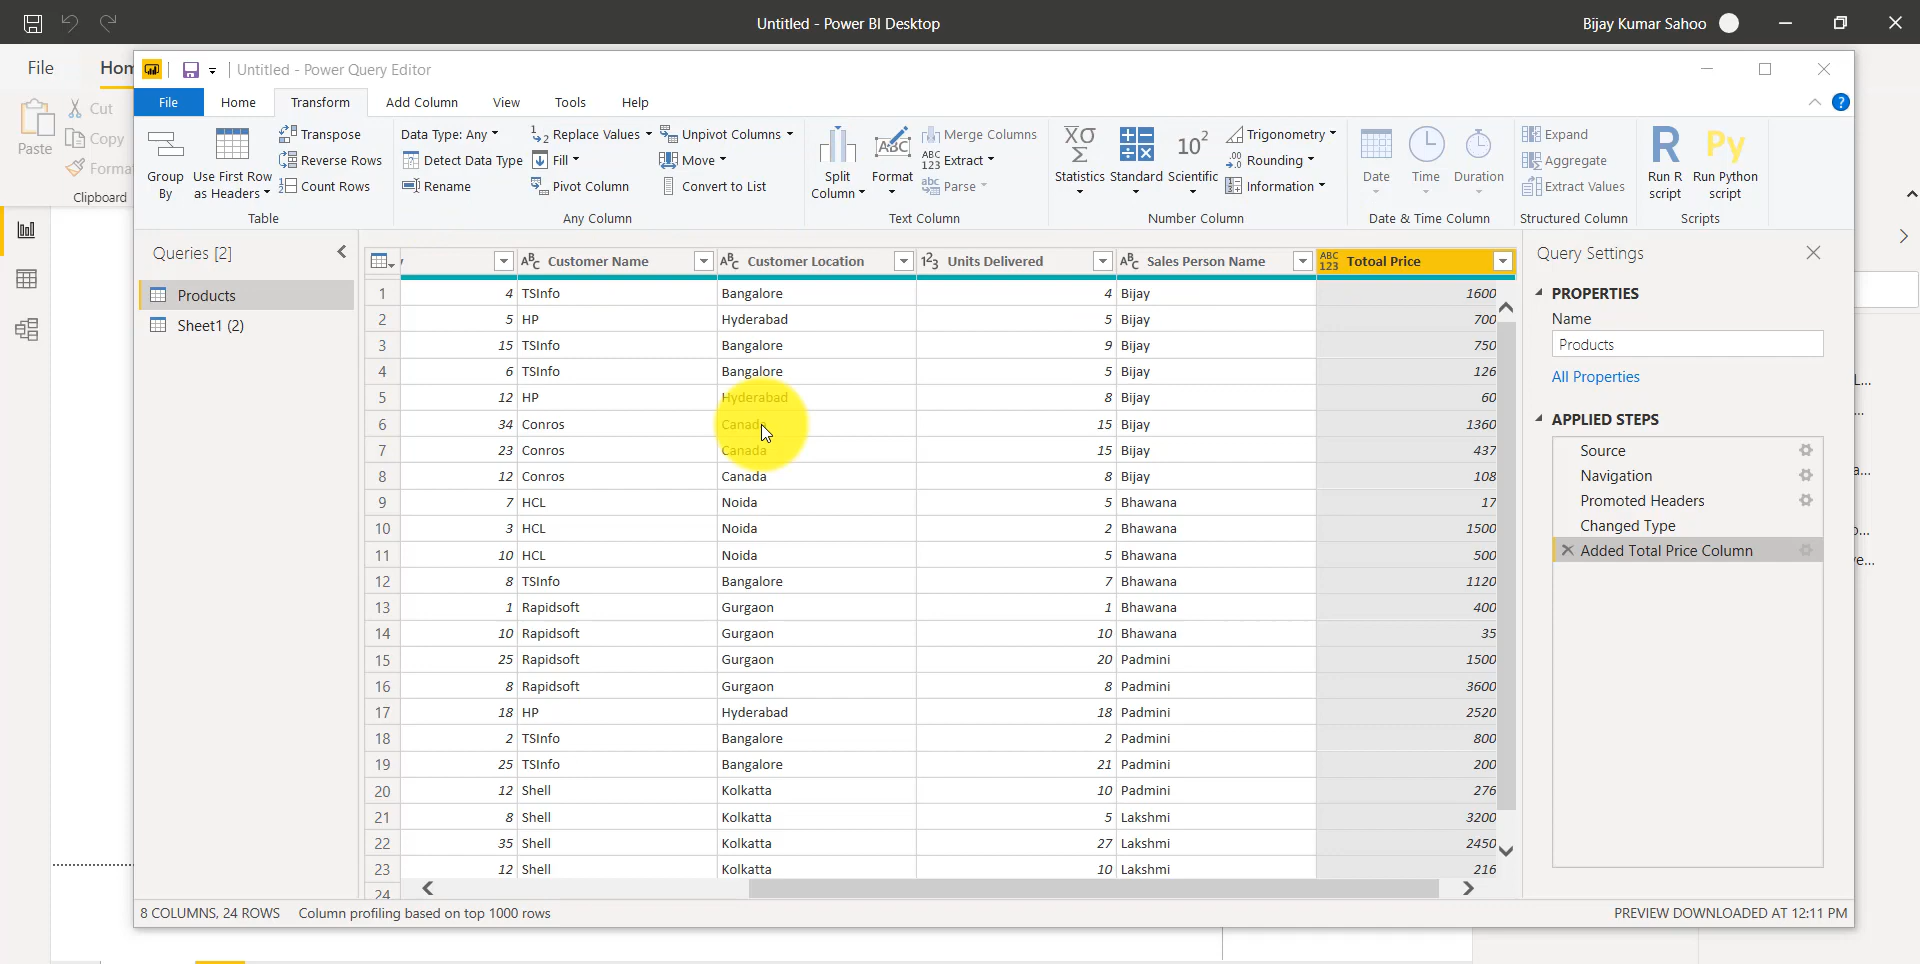 Untitled - Power BI Desktop
Bijay Kumar Sahoo
File
Paste
Cut
Copy
Clipboard
Untitled - Power Query Editor
File Home Transform Add Column View Tools Help
Group By
Use First Row as Headers
Transpose
Reverse Rows
Count Rows
Table
Data Type: Any
Detect Data Type
Rename
Replace Values
Fill
Pivot Column
Unpivot Columns
Move
Convert to List
Any Column
Split Column
Format
Merge Columns
Extract
Parse
Text Column
Statistics
Standard
Scientific
Trigonometry
Rounding
Information
Number Column
Date
Time
Duration
Date & Time Column
Expand
Aggregate
Extract Values
Structured Column
Run R script
Run Python script
Scripts
Queries [2]
Products
Sheet1 (2)
Customer Name Customer Location Units Delivered Sales Person Name Totoal Price
1 4 TSInfo Bangalore 4 Bijay 1600
2 5 HP Hyderabad 5 Bijay 700
3 15 TSInfo Bangalore 9 Bijay 750
4 6 TSInfo Bangalore 5 Bijay 126
5 12 HP Hyderabad 8 Bijay 60
6 34 Conros Canada 15 Bijay 1360
7 23 Conros Canada 15 Bijay 437
8 12 Conros Canada 8 Bijay 108
9 7 HCL Noida 5 Bhawana 17
10 3 HCL Noida 2 Bhawana 1500
11 10 HCL Noida 5 Bhawana 500
12 8 TSInfo Bangalore 7 Bhawana 1120
13 1 Rapidsoft Gurgaon 1 Bhawana 400
14 10 Rapidsoft Gurgaon 10 Bhawana 35
15 25 Rapidsoft Gurgaon 20 Padmini 1500
16 8 Rapidsoft Gurgaon 8 Padmini 3600
17 18 HP Hyderabad 18 Padmini 2520
18 2 TSInfo Bangalore 2 Padmini 800
19 25 TSInfo Bangalore 21 Padmini 200
20 12 Shell Kolkatta 10 Padmini 276
21 8 Shell Kolkatta 5 Lakshmi 3200
22 35 Shell Kolkatta 27 Lakshmi 2450
23 12 Shell Kolkatta 10 Lakshmi 216
24
Query Settings
PROPERTIES
Name
Products
All Properties
APPLIED STEPS
Source
Navigation
Promoted Headers
Changed Type
Added Total Price Column
8 COLUMNS, 24 ROWS Column profiling based on top 1000 rows
PREVIEW DOWNLOADED AT 12:11 PM